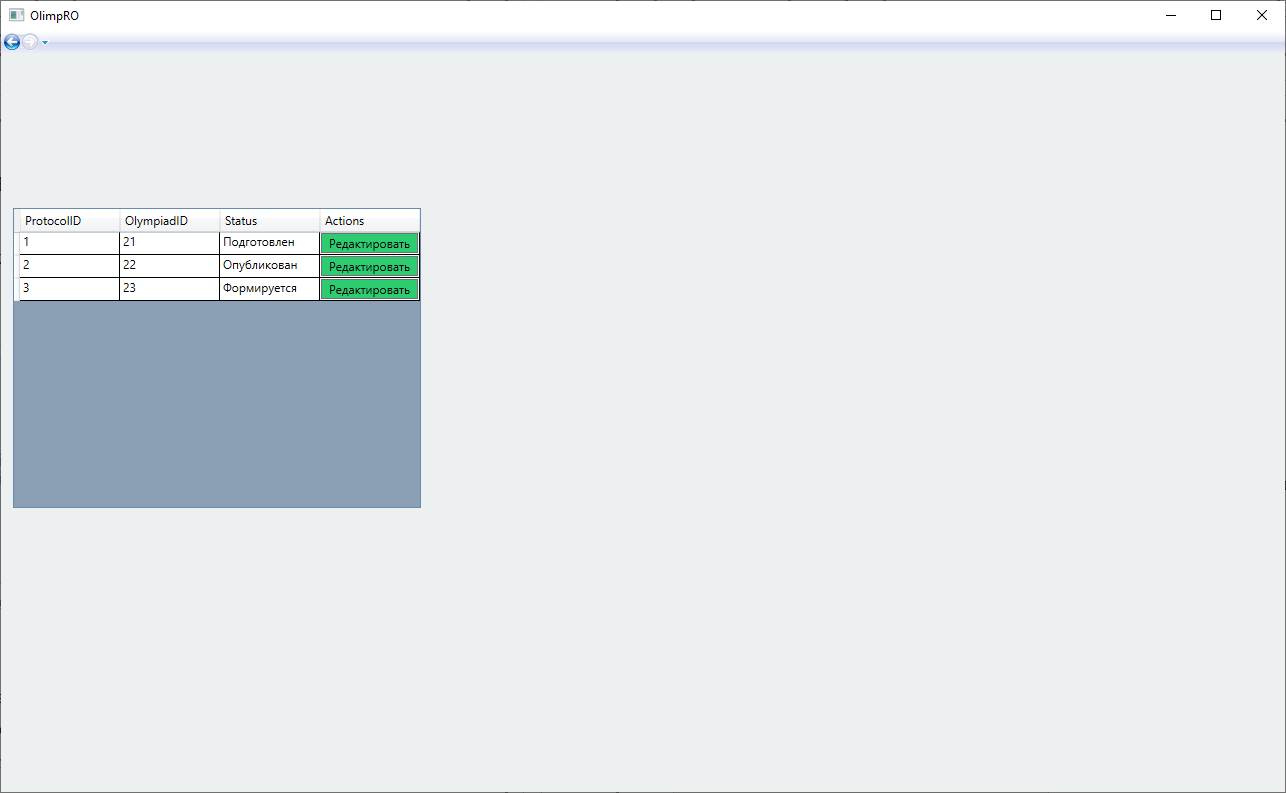 OlimpRO
ProtocolID OlympiadID Status Actions
1 21 Подготовлен Редактировать
2 22 Опубликован Редактировать
3 23 Формируется Редактировать